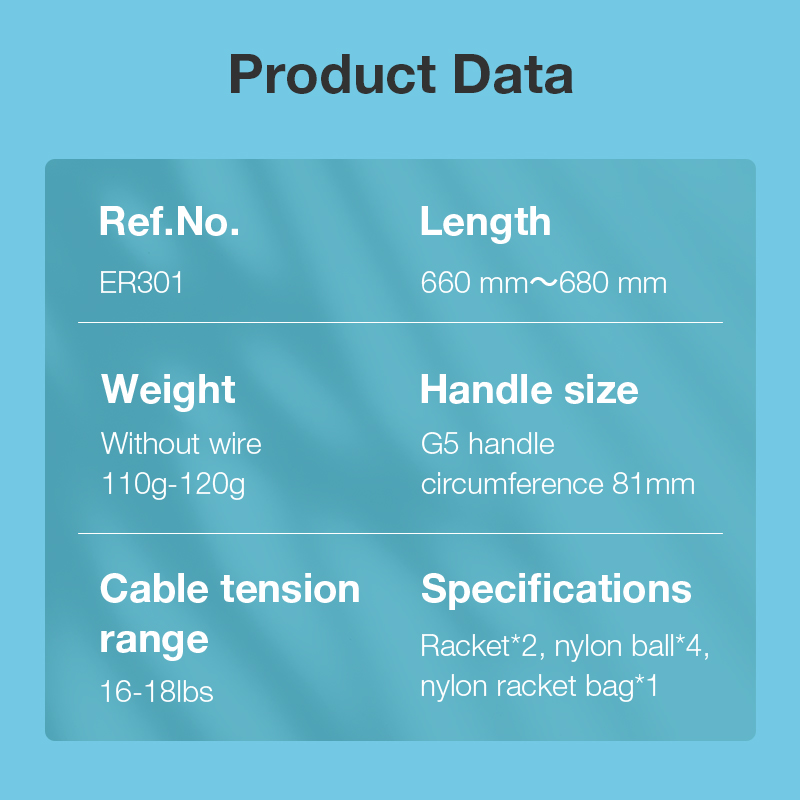 Product Data
Ref.No.
ER301
Length
660 mm～680 mm
Weight
Without wire
110g-120g
Handle size
G5 handle
circumference 81mm
Cable tension
range
16-18lbs
Specifications
Racket*2, nylon ball*4,
nylon racket bag*1